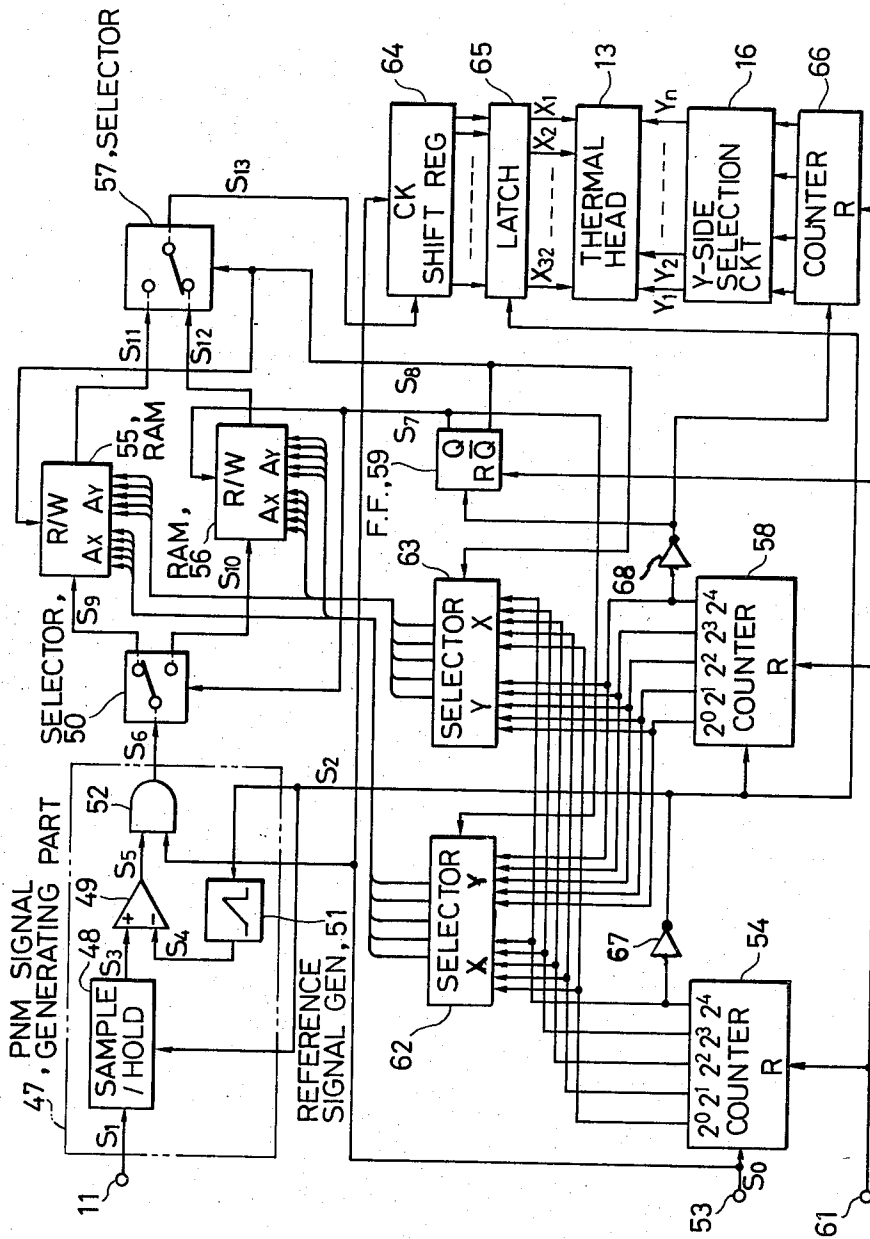 47, PNM SIGNAL
GENERATING PART
11
S1
48
SAMPLE
/ HOLD
S3
49
+
-
S4
S5
52
S6
REFERENCE
SIGNAL GEN, 51
S2
SELECTOR,
50
S9
S10
R/W
Ax Ay
55,
RAM
RAM,
56
R/W
Ax Ay
S11
S12
57, SELECTOR
S13
62
SELECTOR
X Y
63
SELECTOR
Y X
F.F., 59
Q
R Q̅
S7
S8
67
68
53
S0
54
2⁰ 2¹ 2² 2³ 2⁴
COUNTER
R
58
2⁰ 2¹ 2² 2³ 2⁴
COUNTER
R
61
64
CK
SHIFT REG
65
LATCH
X32 X2 X1
13
THERMAL
HEAD
Y1 Y2 Yn
16
Y-SIDE
SELECTION
CKT
66
COUNTER
R